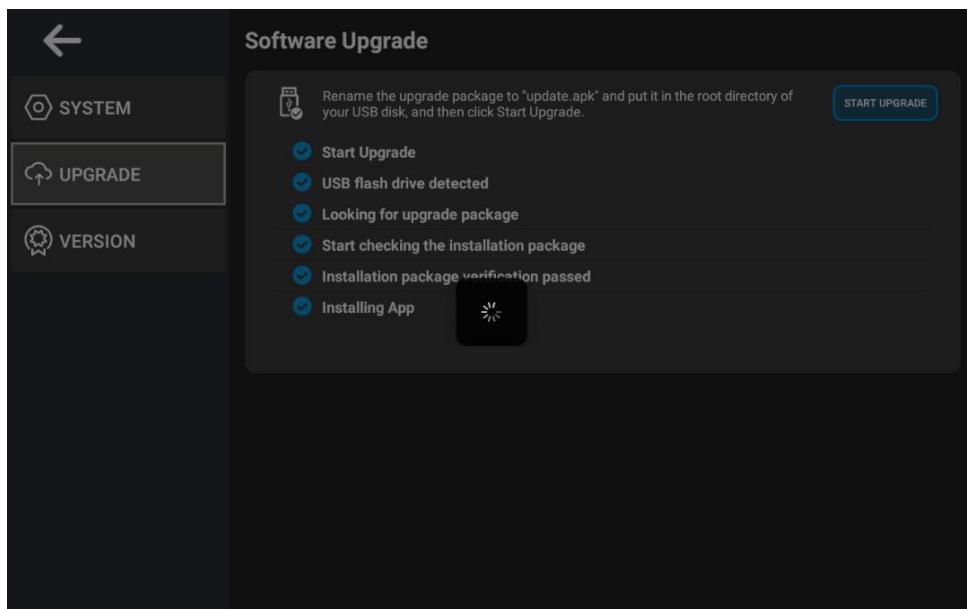 Software Upgrade
SYSTEM
UPGRADE
VERSION
Rename the upgrade package to "update.apk" and put it in the root directory of
your USB disk, and then click Start Upgrade.
START UPGRADE
Start Upgrade
USB flash drive detected
Looking for upgrade package
Start checking the installation package
Installation package verification passed
Installing App